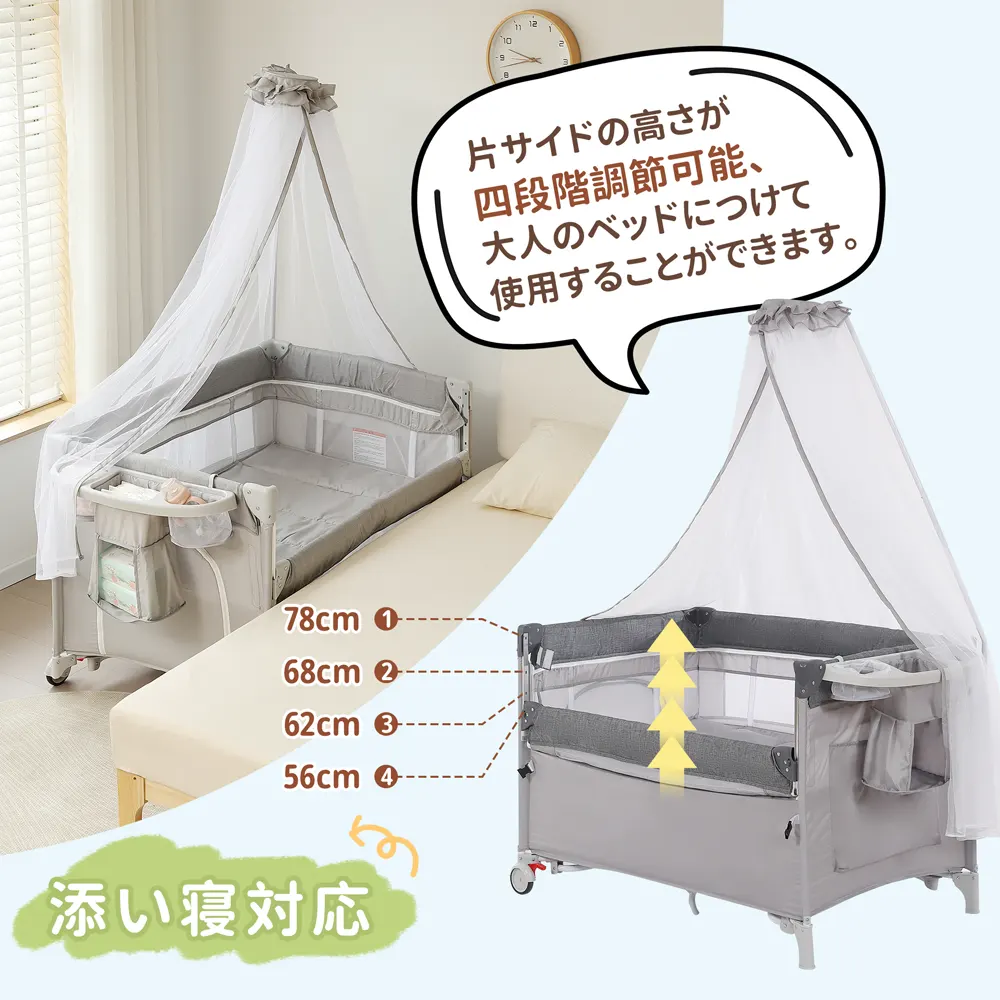 片サイドの高さが
四段階調節可能、
大人のベッドにつけて
使用することができます。
78cm ❶
68cm ❷
62cm ❸
56cm ❹
添い寝対応